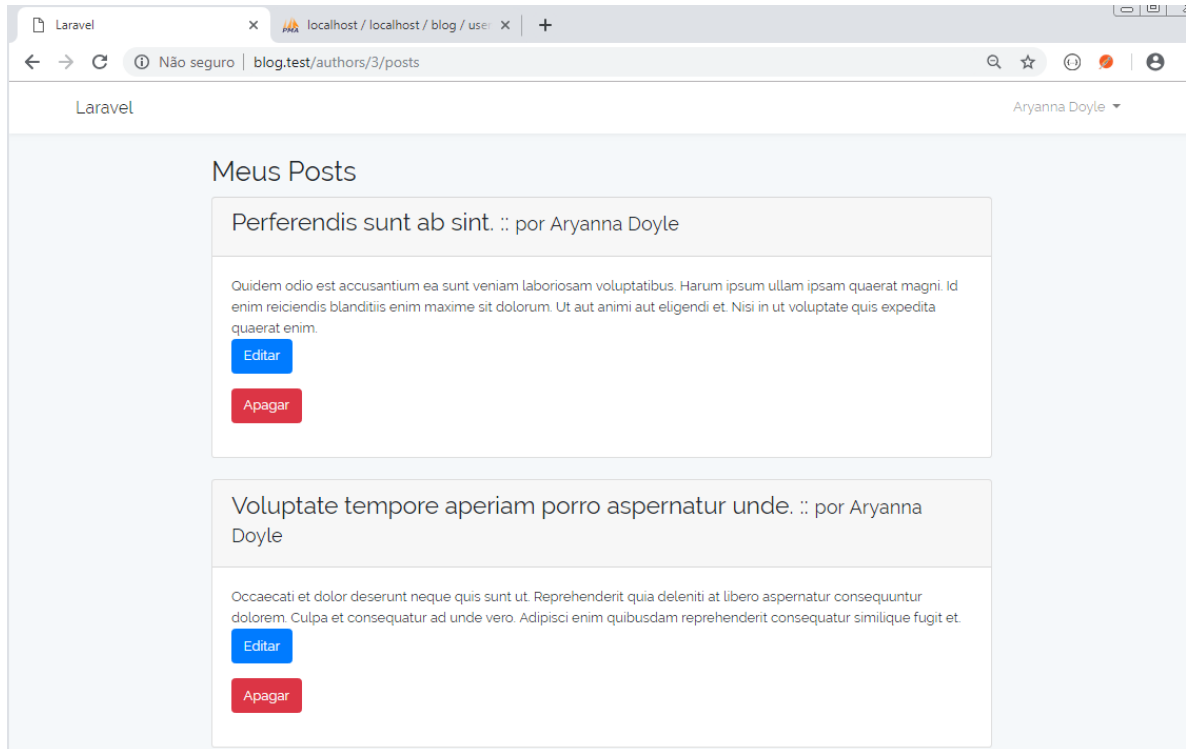 Laravel
localhost / localhost / blog / user
Não seguro | blog.test/authors/3/posts
Laravel
Aryanna Doyle
Meus Posts
Perferendis sunt ab sint. :: por Aryanna Doyle
Quidem odio est accusantium ea sunt veniam laboriosam voluptatibus. Harum ipsum ullam ipsam quaerat magni. Id
enim reiciendis blanditiis enim maxime sit dolorum. Ut aut animi aut eligendi et. Nisi in ut voluptate quis expedita
quaerat enim.
Editar
Apagar
Voluptate tempore aperiam porro aspernatur unde. :: por Aryanna
Doyle
Occaecati et dolor deserunt neque quis sunt ut. Reprehenderit quia deleniti at libero aspernatur consequuntur
dolorem. Culpa et consequatur ad unde vero. Adipisci enim quibusdam reprehenderit consequatur similique fugit et.
Editar
Apagar